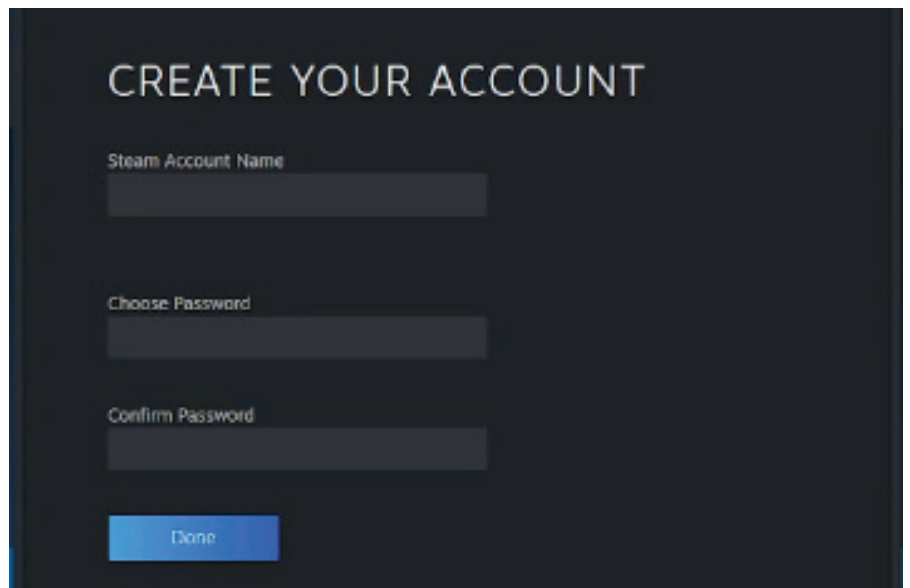 CREATE YOUR ACCOUNT
Steam Account Name
Choose Password
Confirm Password
Done